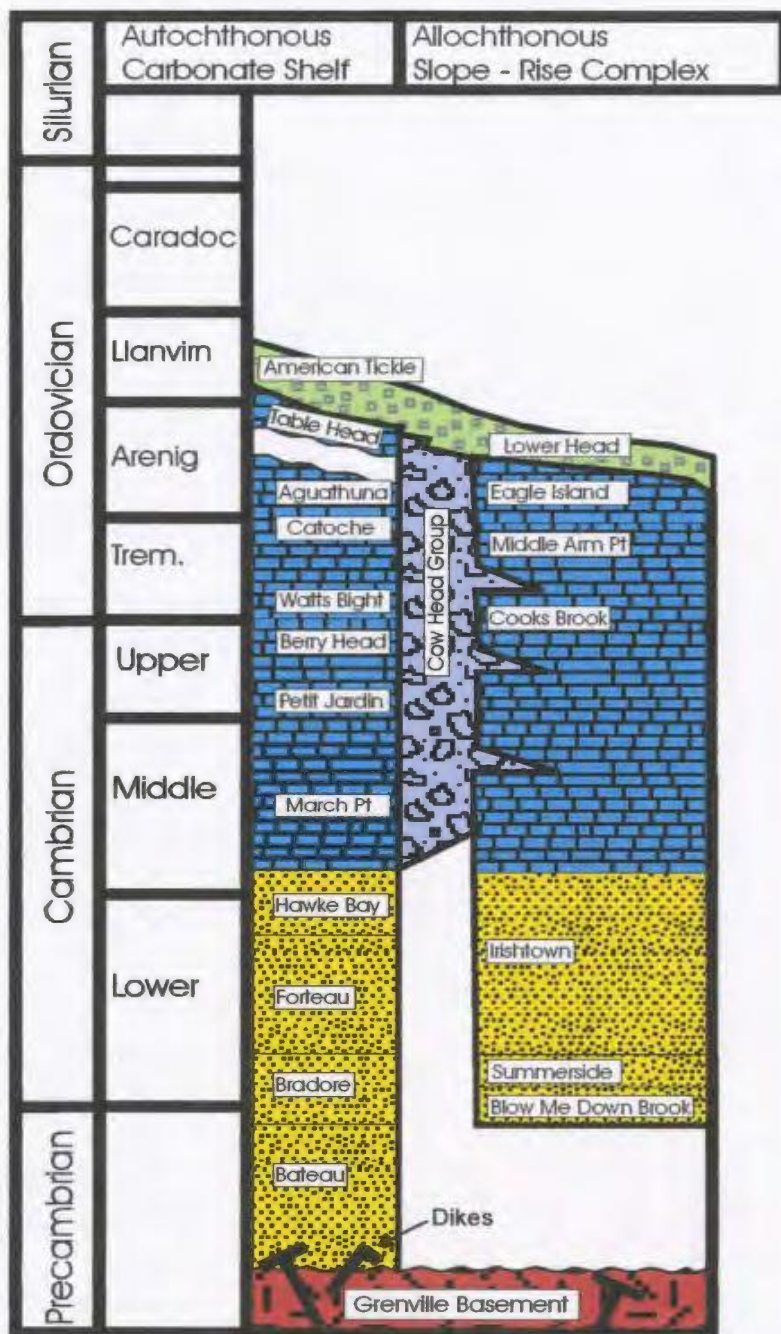 Autochthonous
Carbonate Shelf
Allochthonous
Slope - Rise Complex
Silurian
Ordovician
Caradoc
Llanvirn
Arenig
Trem.
Cambrian
Upper
Middle
Lower
Precambrian
American Tickle
Table Head
Aguathuna
Catoche
Watts Bight
Berry Head
Petit Jardin
March Pt
Hawke Bay
Forteau
Bradore
Bateau
Cow Head Group
Lower Head
Eagle Island
Middle Arm Pt
Cooks Brook
Irishtown
Summerside
Blow Me Down Brook
Dikes
Grenville Basement